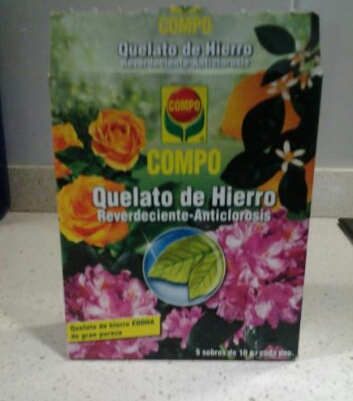 COMPO
Quelato de Hierro
Reverdeciente-Anticlorosis
COMPO
COMPO
Quelato de Hierro
Reverdeciente-Anticlorosis
Quelato de hierro EDDHA
de gran pureza
5 sobres de 10 g. cada uno.